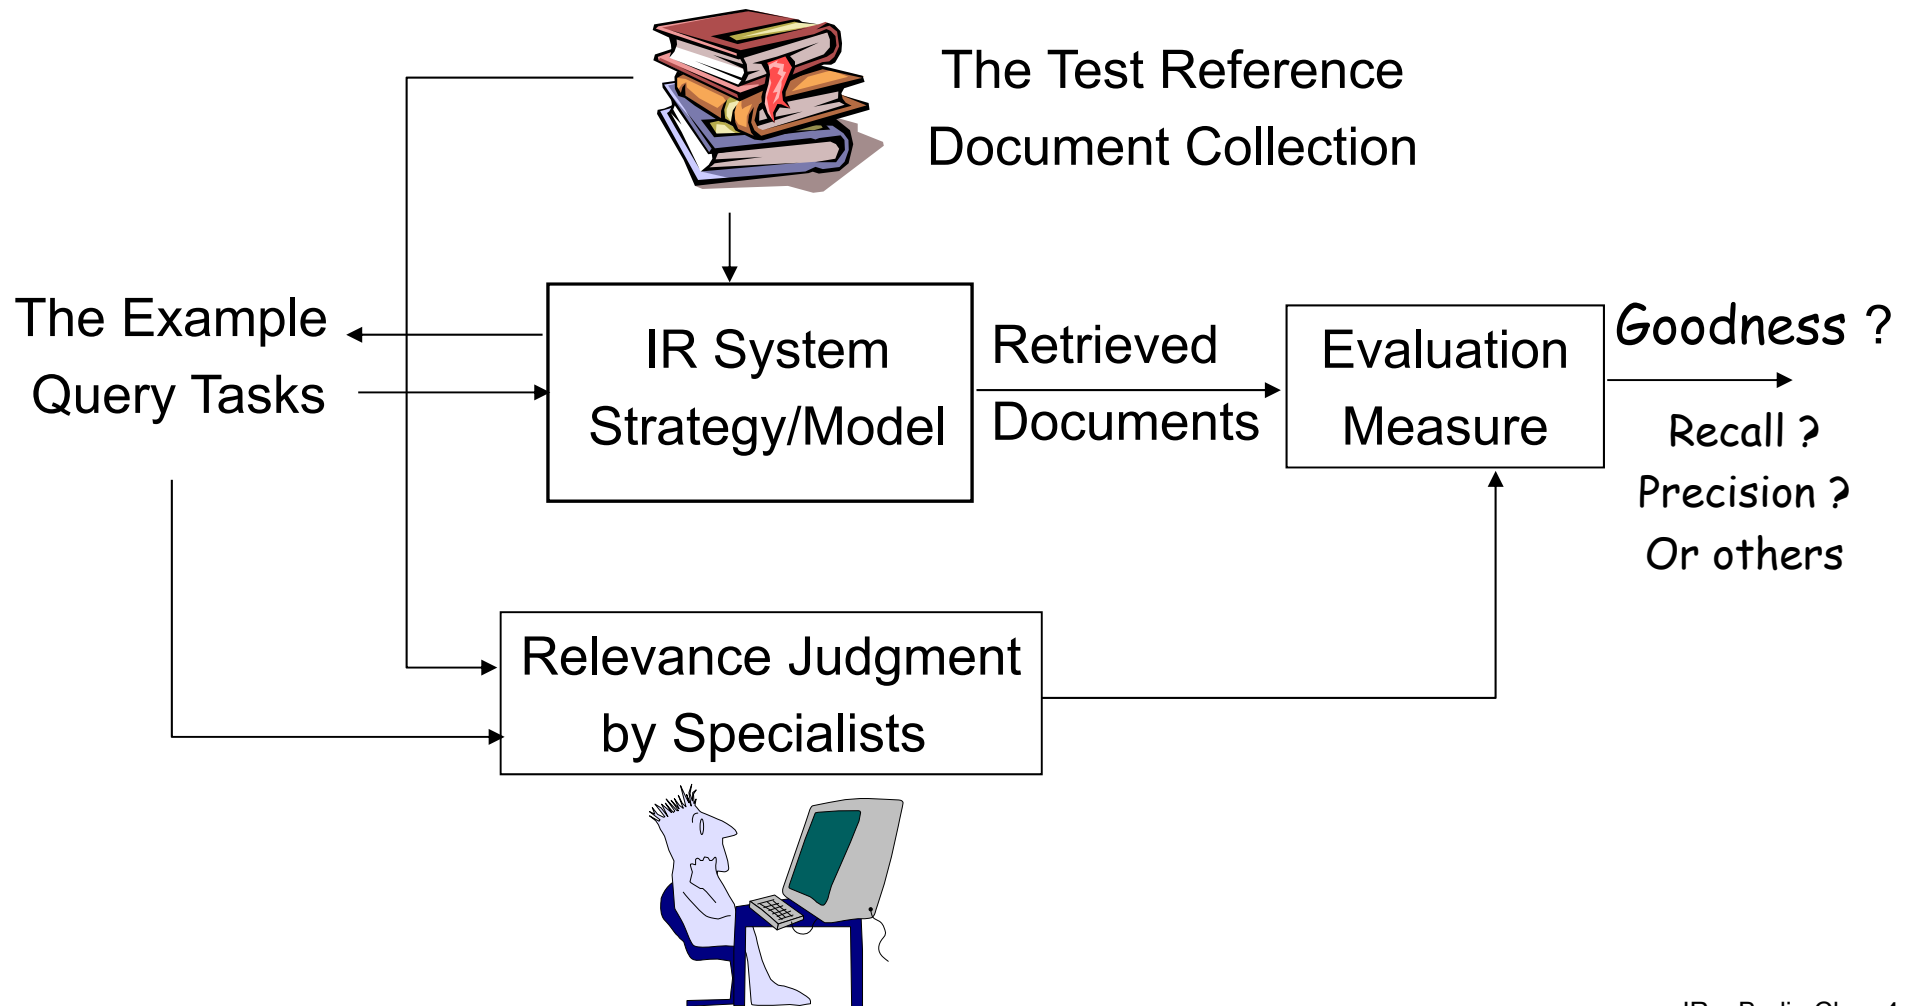 The Test Reference
Document Collection
The Example
Query Tasks
IR System
Strategy/Model
Retrieved
Documents
Evaluation
Measure
Goodness ?
Recall ?
Precision ?
Or others
Relevance Judgment
by Specialists